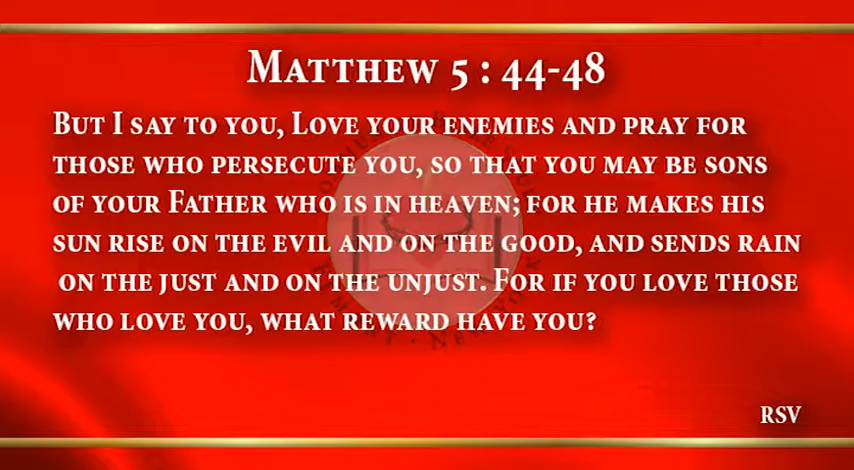 Matthew 5 : 44-48
But I say to you, Love your enemies and pray for
those who persecute you, so that you may be sons
of your Father who is in heaven; for he makes his
sun rise on the evil and on the good, and sends rain
on the just and on the unjust. For if you love those
who love you, what reward have you?
RSV